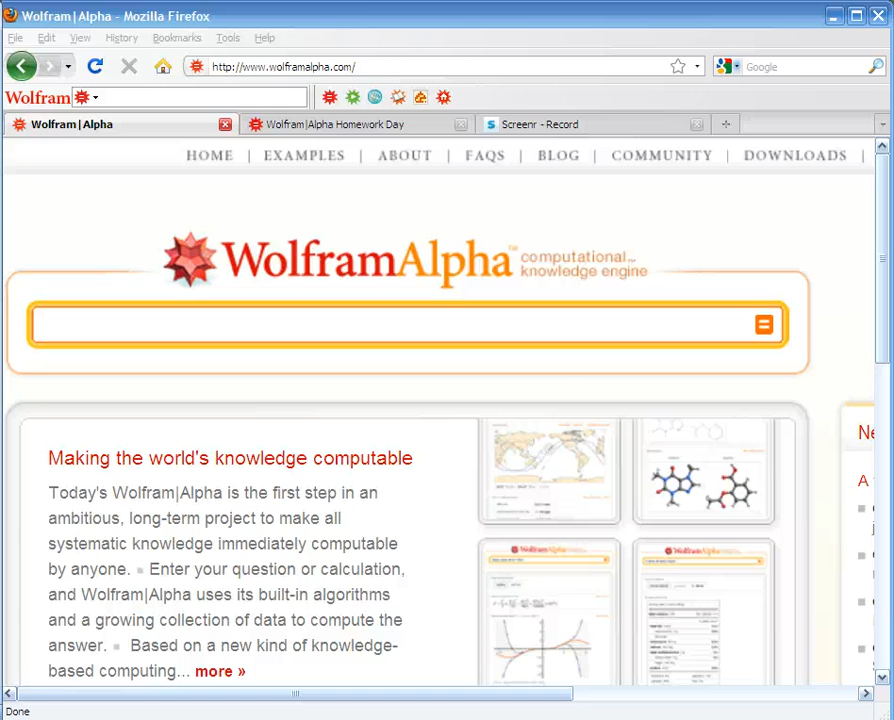 Wolfram|Alpha - Mozilla Firefox
File Edit View History Bookmarks Tools Help
http://www.wolframalpha.com/ Google
Wolfram
Wolfram|Alpha Wolfram|Alpha Homework Day Screenr - Record
HOME | EXAMPLES | ABOUT | FAQS | BLOG | COMMUNITY | DOWNLOADS |
WolframAlpha™ computational...
knowledge engine
Making the world's knowledge computable
Today's Wolfram|Alpha is the first step in an
ambitious, long-term project to make all
systematic knowledge immediately computable
by anyone. ■ Enter your question or calculation,
and Wolfram|Alpha uses its built-in algorithms
and a growing collection of data to compute the
answer. ■ Based on a new kind of knowledge-
based computing... more »
Ne
A
Done